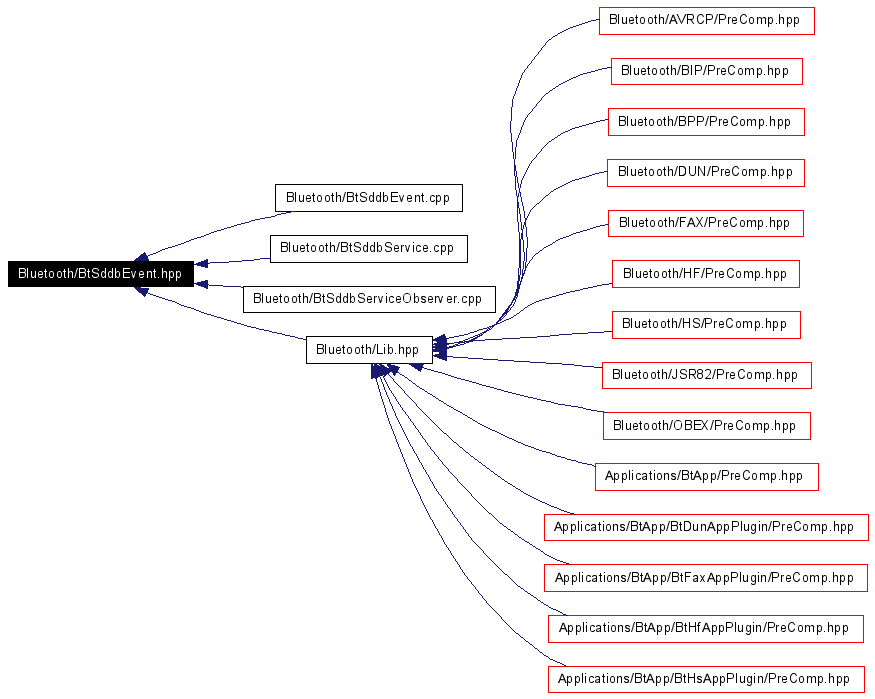 Bluetooth/AVRCP/PreComp.hpp
Bluetooth/BIP/PreComp.hpp
Bluetooth/BPP/PreComp.hpp
Bluetooth/DUN/PreComp.hpp
Bluetooth/BtSddbEvent.cpp
Bluetooth/FAX/PreComp.hpp
Bluetooth/BtSddbService.cpp
Bluetooth/BtSddbEvent.hpp
Bluetooth/HF/PreComp.hpp
Bluetooth/BtSddbServiceObserver.cpp
Bluetooth/HS/PreComp.hpp
Bluetooth/Lib.hpp
Bluetooth/JSR82/PreComp.hpp
Bluetooth/OBEX/PreComp.hpp
Applications/BtApp/PreComp.hpp
Applications/BtApp/BtDunAppPlugin/PreComp.hpp
Applications/BtApp/BtFaxAppPlugin/PreComp.hpp
Applications/BtApp/BtHfAppPlugin/PreComp.hpp
Applications/BtApp/BtHsAppPlugin/PreComp.hpp